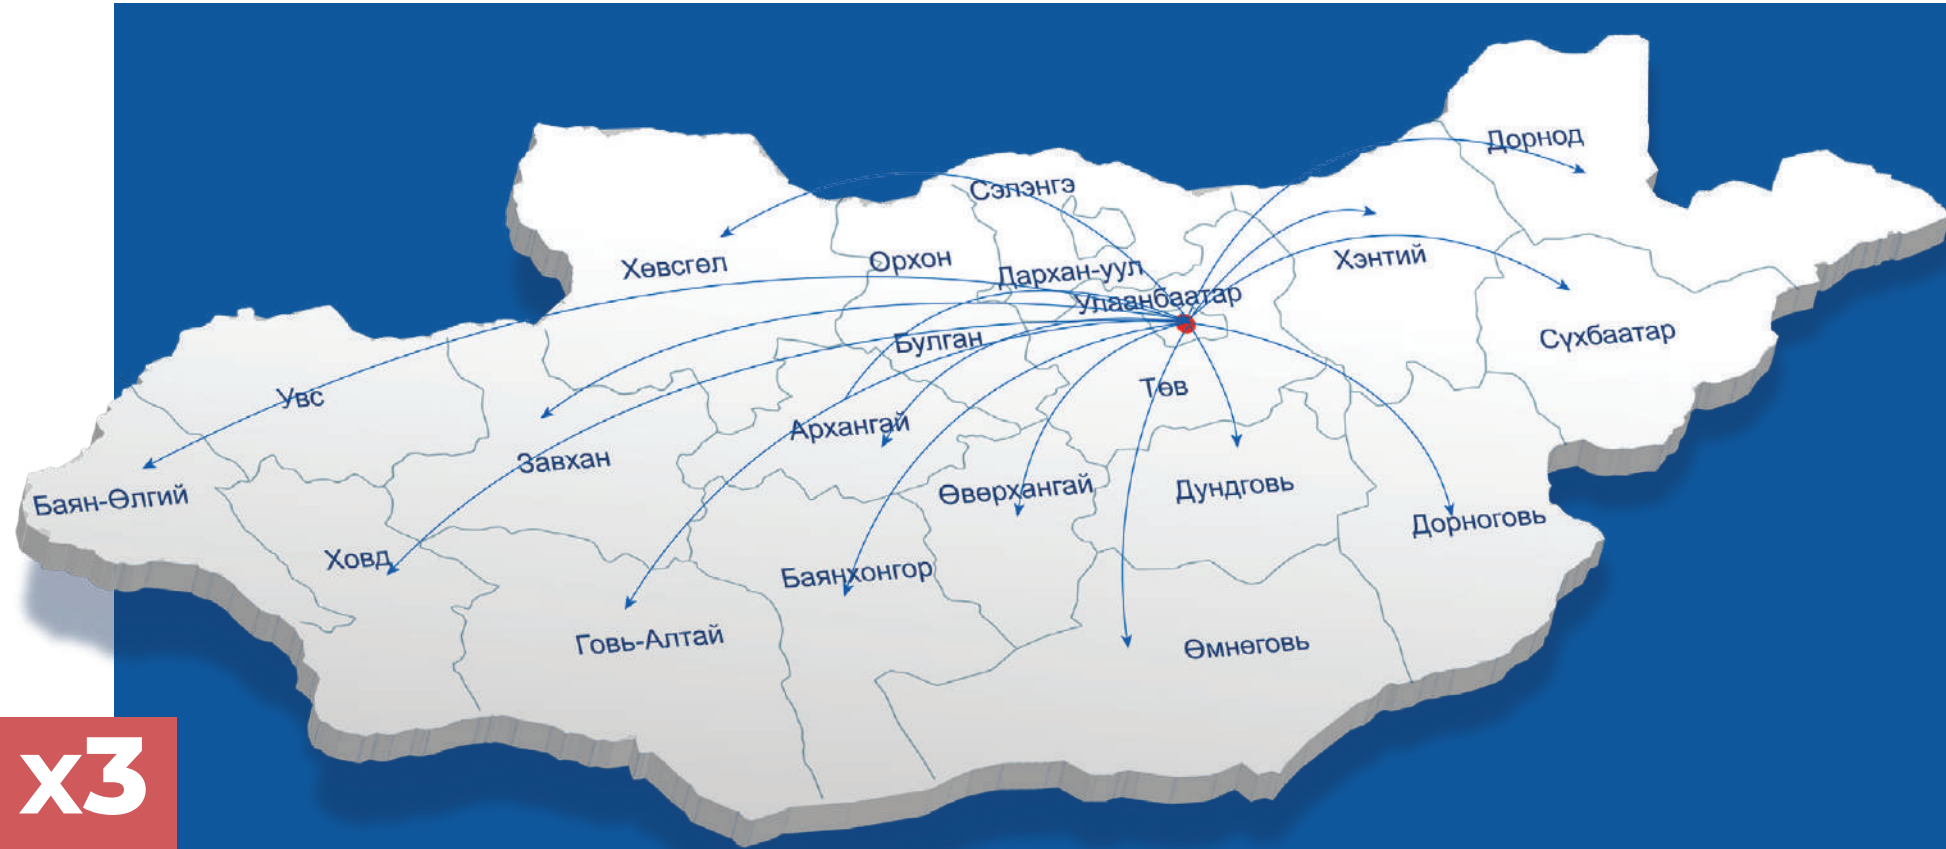 Дорнод
Сэлэнгэ
Хөвсгөл
Орхон
Дархан-уул
Хэнтий
Улаанбаатар
Булган
Сүхбаатар
Увс
Төв
Архангай
Завхан
Баян-Өлгий
Өвөрхангай
Дундговь
Дорноговь
Ховд
Баянхонгор
Говь-Алтай
Өмнөговь
x3